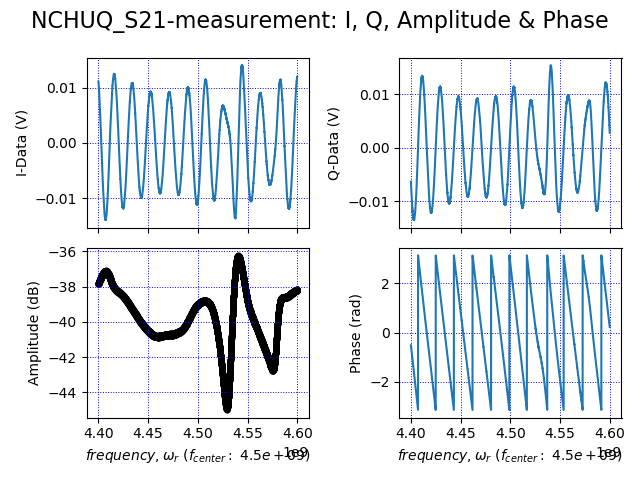 NCHUQ_S21-measurement: I, Q, Amplitude & Phase
I-Data (V)
0.01
0.00
−0.01
Q-Data (V)
0.01
0.00
−0.01
Amplitude (dB)
−36
−38
−40
−42
−44
4.40 4.45 4.50 4.55 4.60
1e9
frequency, ωr (fcenter: 4.5e+09)
Phase (rad)
2
0
−2
4.40 4.45 4.50 4.55 4.60
1e9
frequency, ωr (fcenter: 4.5e+09)